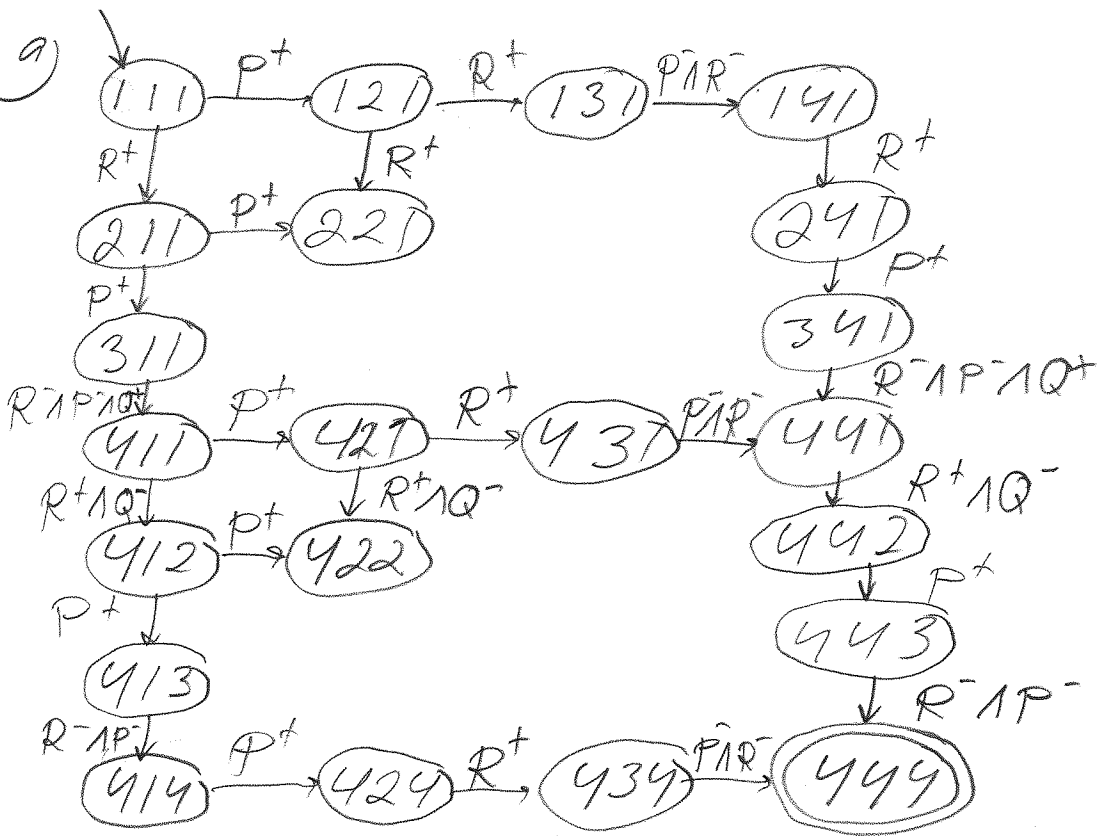 a)
111 P⁺ 121 R⁺ 131 P⁻∧R⁻ 141
R⁺ R⁺ R⁺
211 P⁺ 221 241
P⁺ P⁺
311 341
R⁻∧P⁻∧Q⁺ R⁻∧P⁻∧Q⁺
411 P⁺ 421 R⁺ 431 P⁻∧P⁻ 441
R⁺∧Q⁻ R⁺∧Q⁻ R⁺∧Q⁻
412 P⁺ 422 442
P⁺ P⁺
413 443
R⁻∧P⁻ R⁻∧P⁻
414 P⁺ 424 R⁺ 434 P⁻∧R⁻ 444